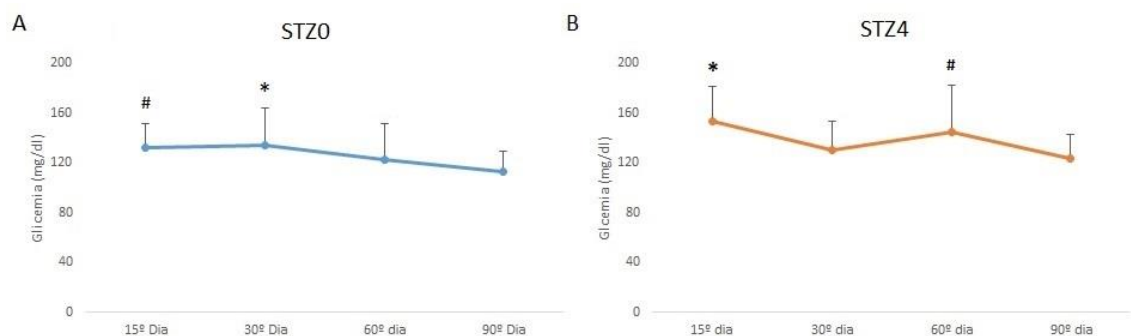 A
STZ0
Glicemia (mg/dl)
200
160
120
80
40
0
#
*
15º Dia
30º Dia
60º dia
90º Dia
B
STZ4
Glicemia (mg/dl)
200
160
120
80
40
0
*
#
15º dia
30º dia
60º dia
90º dia